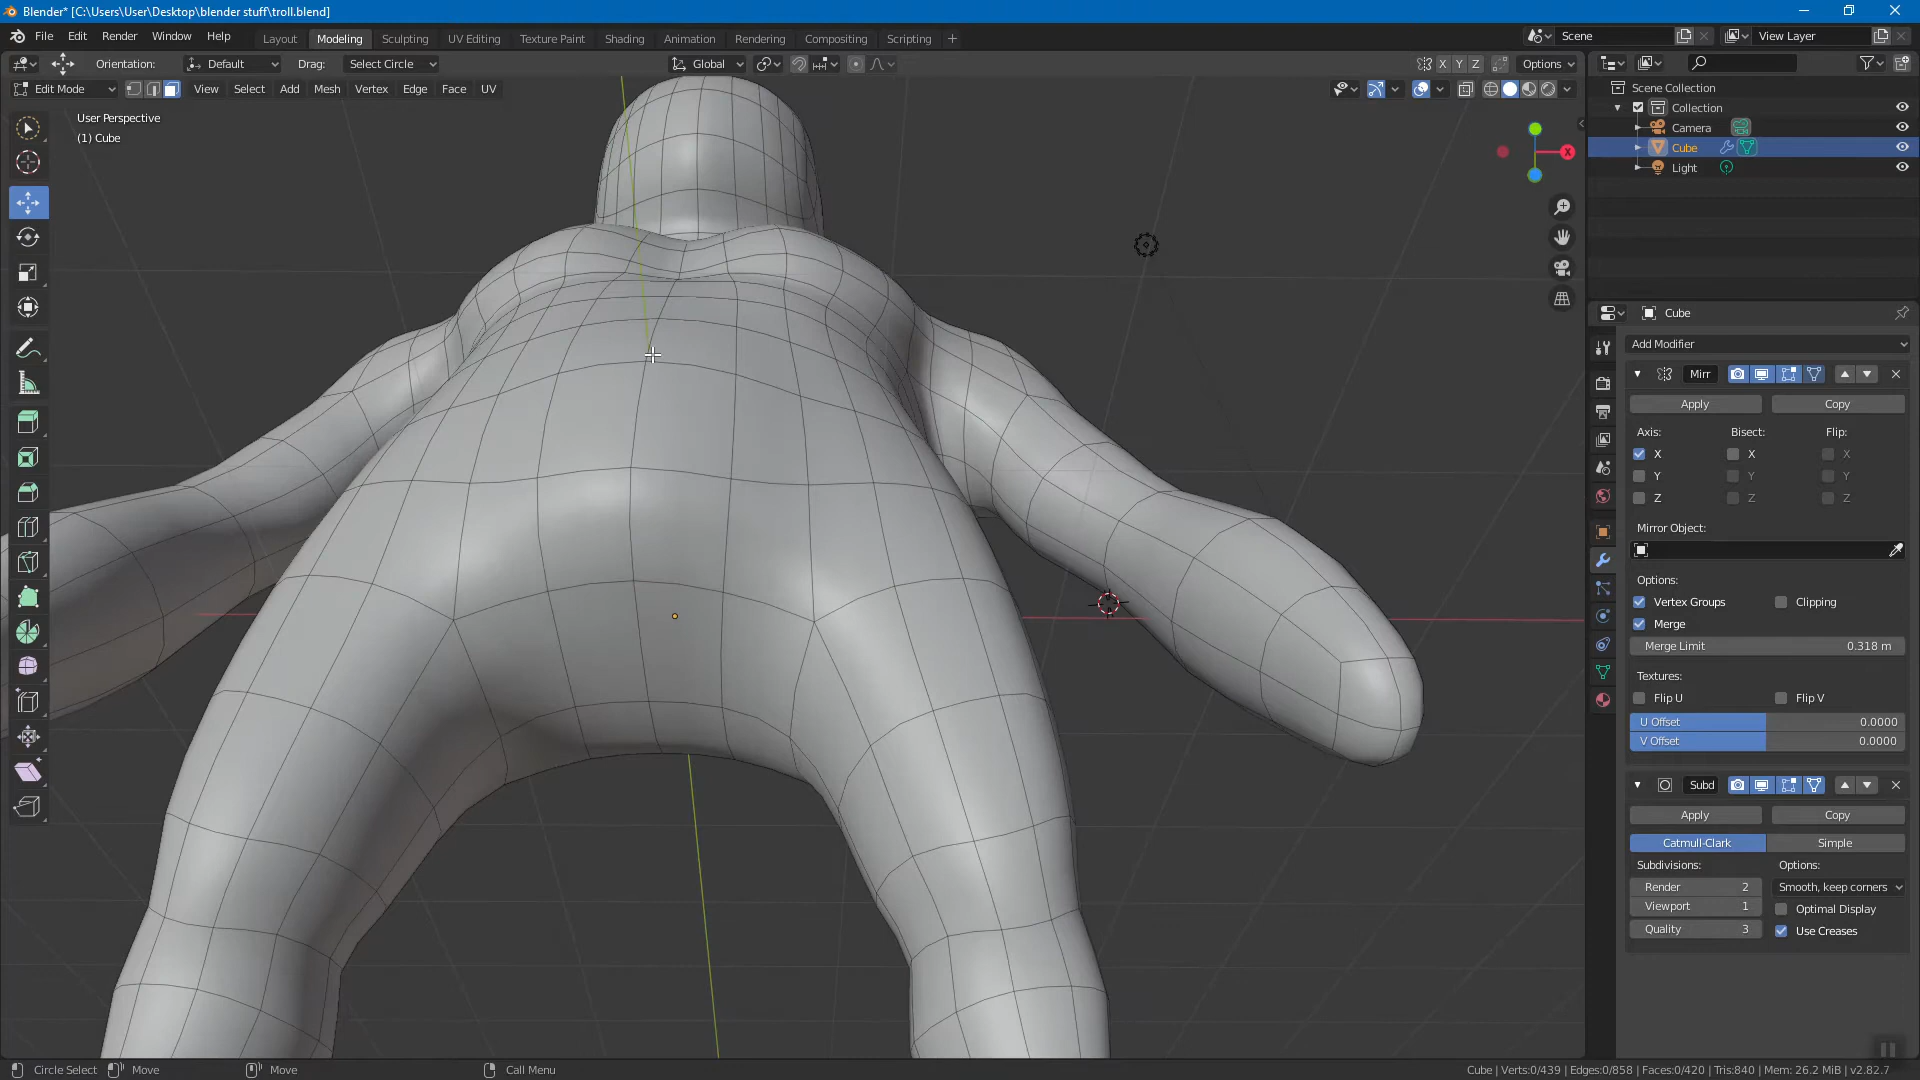 Blender* [C:\Users\User\Desktop\blender stuff\troll.blend]
File Edit Render Window Help Layout Modeling Sculpting UV Editing Texture Paint Shading Animation Rendering Compositing Scripting + Scene View Layer
Orientation: Default Drag: Select Circle Global X Y Z Options
Edit Mode View Select Add Mesh Vertex Edge Face UV
User Perspective
(1) Cube
X
Scene Collection
Collection
Camera
Cube
Light
Cube
Add Modifier
Mirr
Apply Copy
Axis: Bisect: Flip:
X X X
Y Y Y
Z Z Z
Mirror Object:
Options:
Vertex Groups Clipping
Merge
Merge Limit 0.318 m
Textures:
Flip U Flip V
U Offset 0.0000
V Offset 0.0000
Subd
Apply Copy
Catmull-Clark Simple
Subdivisions: Options:
Render 2 Smooth, keep corners
Viewport 1 Optimal Display
Quality 3 Use Creases
Circle Select Move Move Call Menu Cube | Verts:0/439 | Edges:0/858 | Faces:0/420 | Tris:840 | Mem: 26.2 MiB | v2.82.7